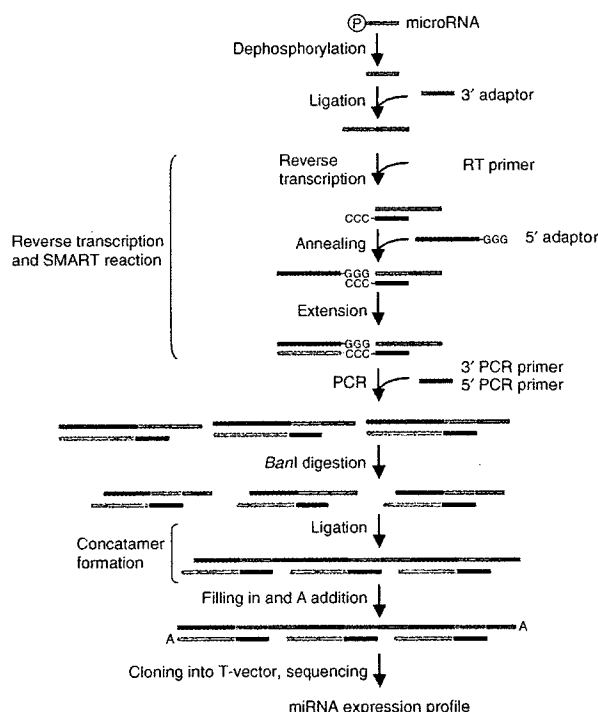 P microRNA
Dephosphorylation
Ligation
3′ adaptor
Reverse transcription and SMART reaction
Reverse
transcription
RT primer
CCC
Annealing
GGG
5′ adaptor
GGG
CCC
Extension
GGG
CCC
PCR
3′ PCR primer
5′ PCR primer
BanI digestion
Ligation
Concatamer
formation
Filling in and A addition
A
A
Cloning into T-vector, sequencing
miRNA expression profile